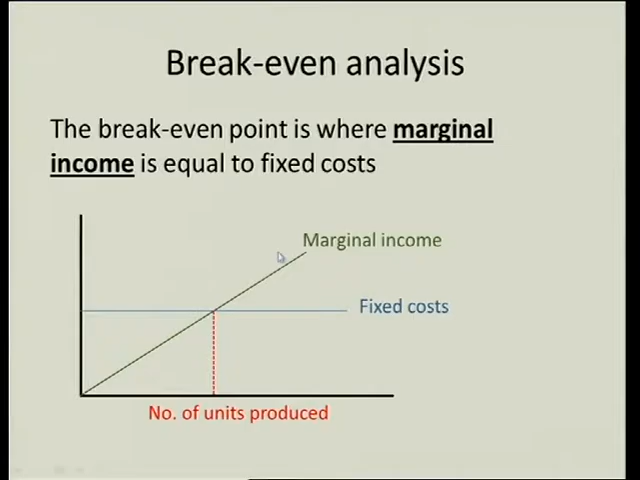 Break-even analysis
The break-even point is where marginal
income is equal to fixed costs
Marginal income
Fixed costs
No. of units produced